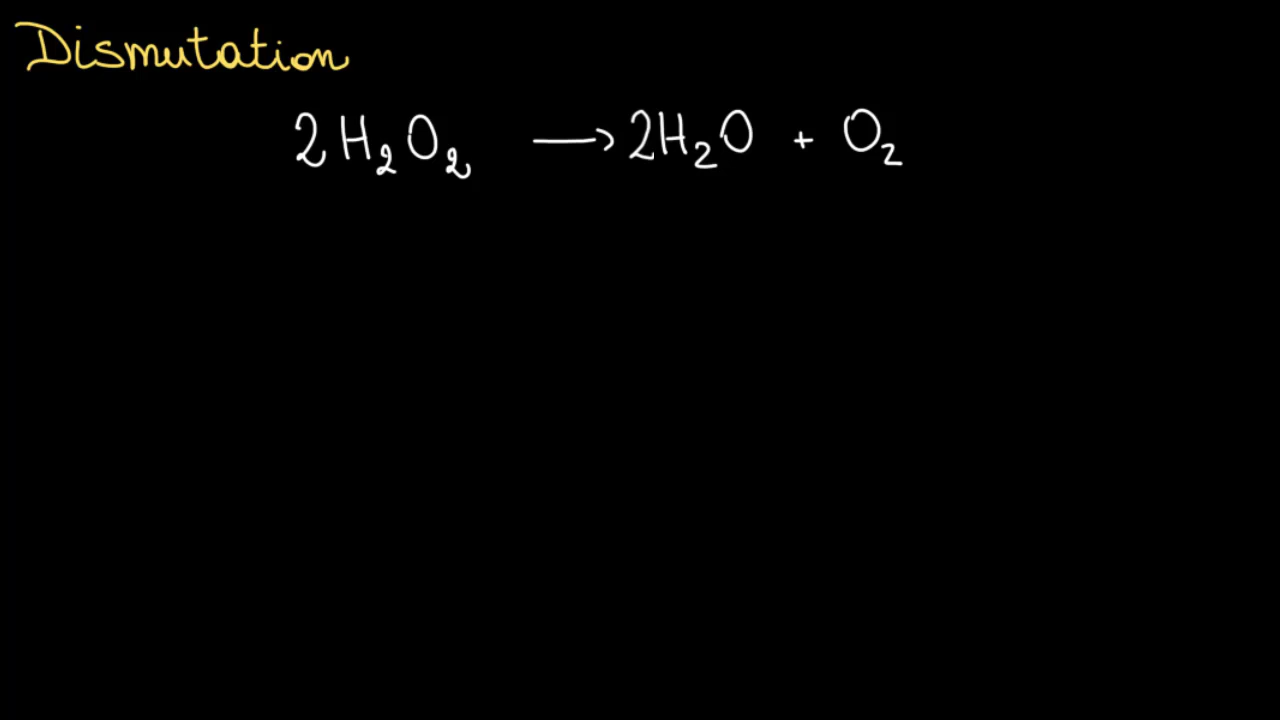 Dismutation
2H₂O₂ → 2H₂O + O₂